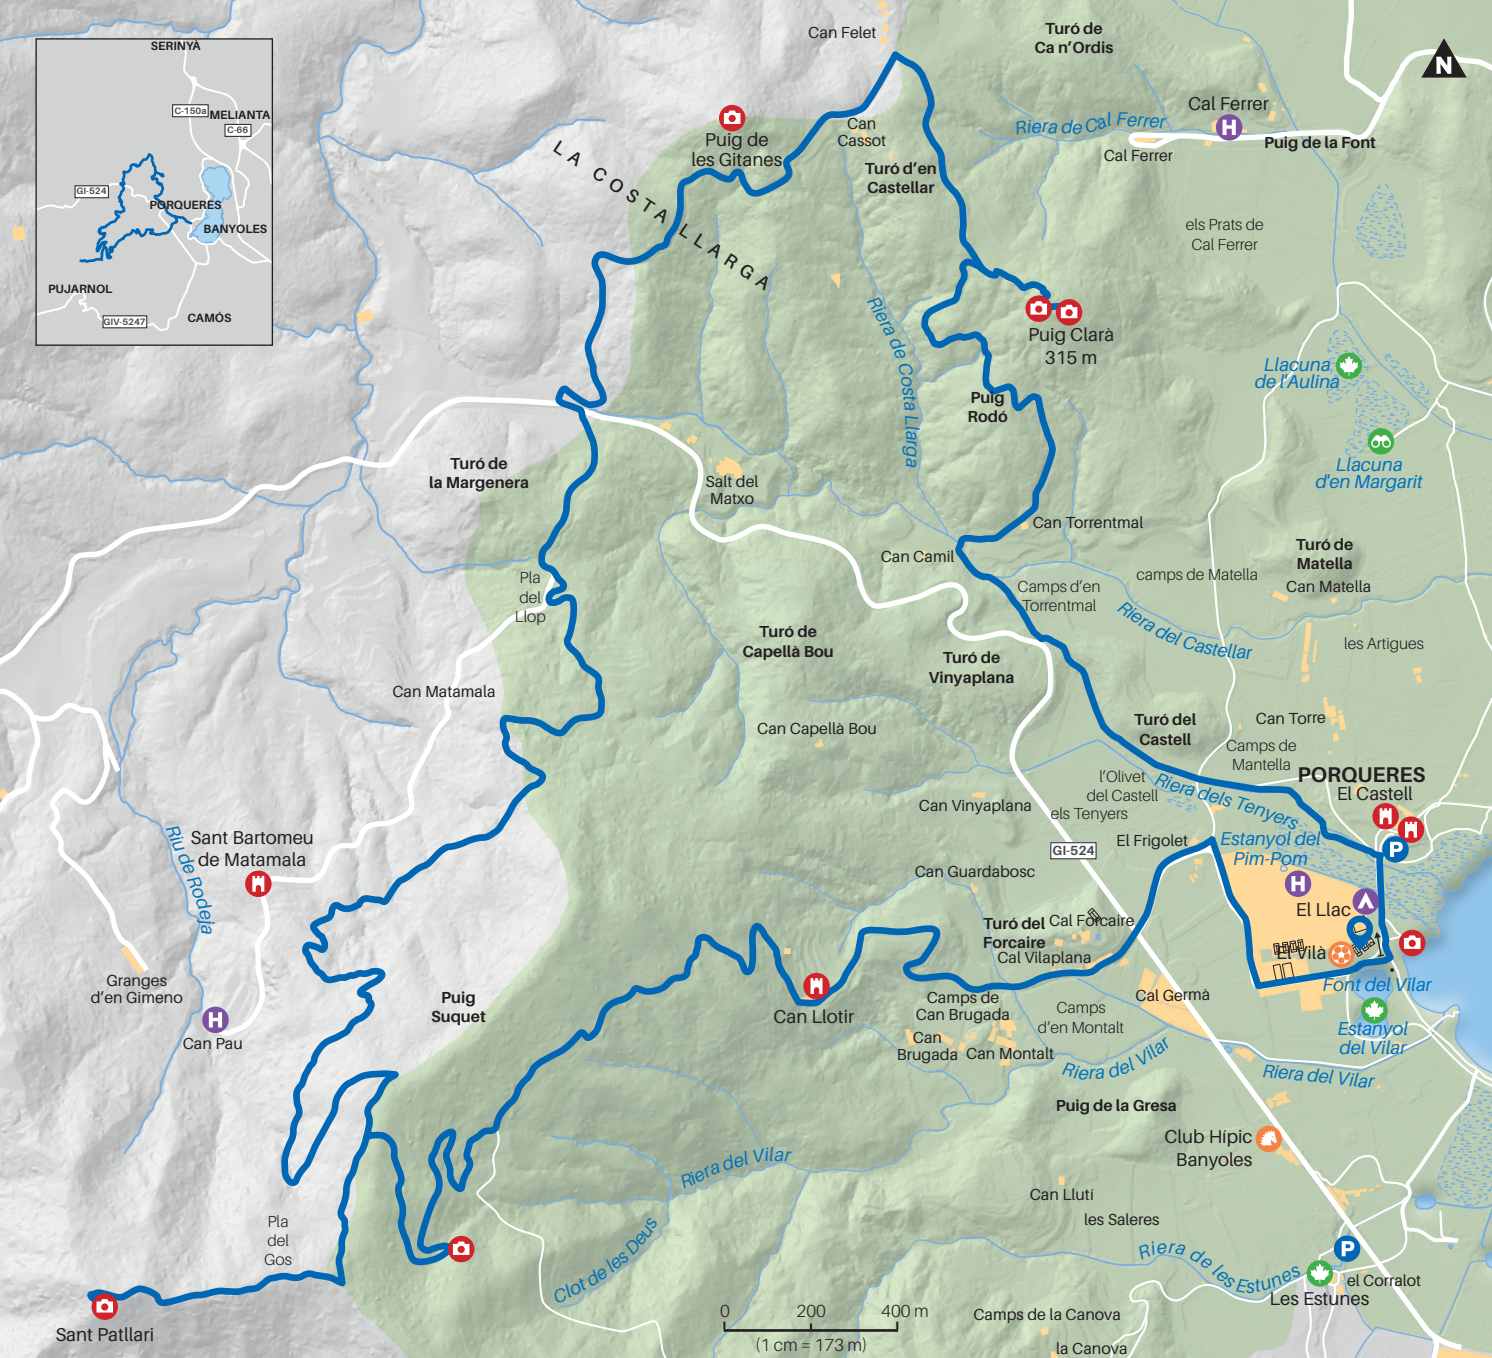 SERINYÀ
C-150a
MELIANTA
C-66
GI-524
PORQUERES
BANYOLES
PUJARNOL
CAMÓS
GIV-5247
Can Felet
Turó de
Ca n'Ordis
N
Cal Ferrer
H
Riera de Cal Ferrer
Puig de la Font
Cal Ferrer
Puig de
les Gitanes
Can
Cassot
Turó d'en
Castellar
LA COSTA LLARGA
els Prats de
Cal Ferrer
Riera de Costa Llarga
Puig Clarà
315 m
Llacuna
de l'Aulina
Puig
Rodó
Llacuna
d'en Margarit
Turó de
la Margenera
Salt del
Matxo
Can Torrentmal
Can Camil
Turó de
Matella
camps de Matella
Can Matella
Pla
del
Llop
Camps d'en
Torrentmal
Riera del Castellar
Turó de
Capellà Bou
les Artigues
Turó de
Vinyaplana
Can Matamala
Can Capellà Bou
Turó del
Castell
Can Torre
Camps de
Mantella
l'Olivet
del Castell
Riera dels Tenyers
PORQUERES
El Castell
Can Vinyaplana
els Tenyers
El Frigolet
Estanyol del
Pim-Pom
P
GI-524
Riu de Rodeja
Sant Bartomeu
de Matamala
Can Guardabosc
H
El Llac
Turó del
Forcaire
Cal Forcaire
Cal Vilaplana
El Vilà
Granges
d'en Gimeno
Puig
Suquet
Can Llotir
Camps de
Can Brugada
Cal Germà
Font del Vilar
H
Can Pau
Camps
d'en Montalt
Can
Brugada
Can Montalt
Estanyol
del Vilar
Riera del Vilar
Riera del Vilar
Puig de la Gresa
Club Hípic
Banyoles
Riera del Vilar
Can Llutí
les Saleres
Pla
del
Gos
Clot de les Deus
Riera de les Estunes
P
el Corralot
Les Estunes
Sant Patllari
0 200 400 m
(1 cm = 173 m)
Camps de la Canova
la Canova